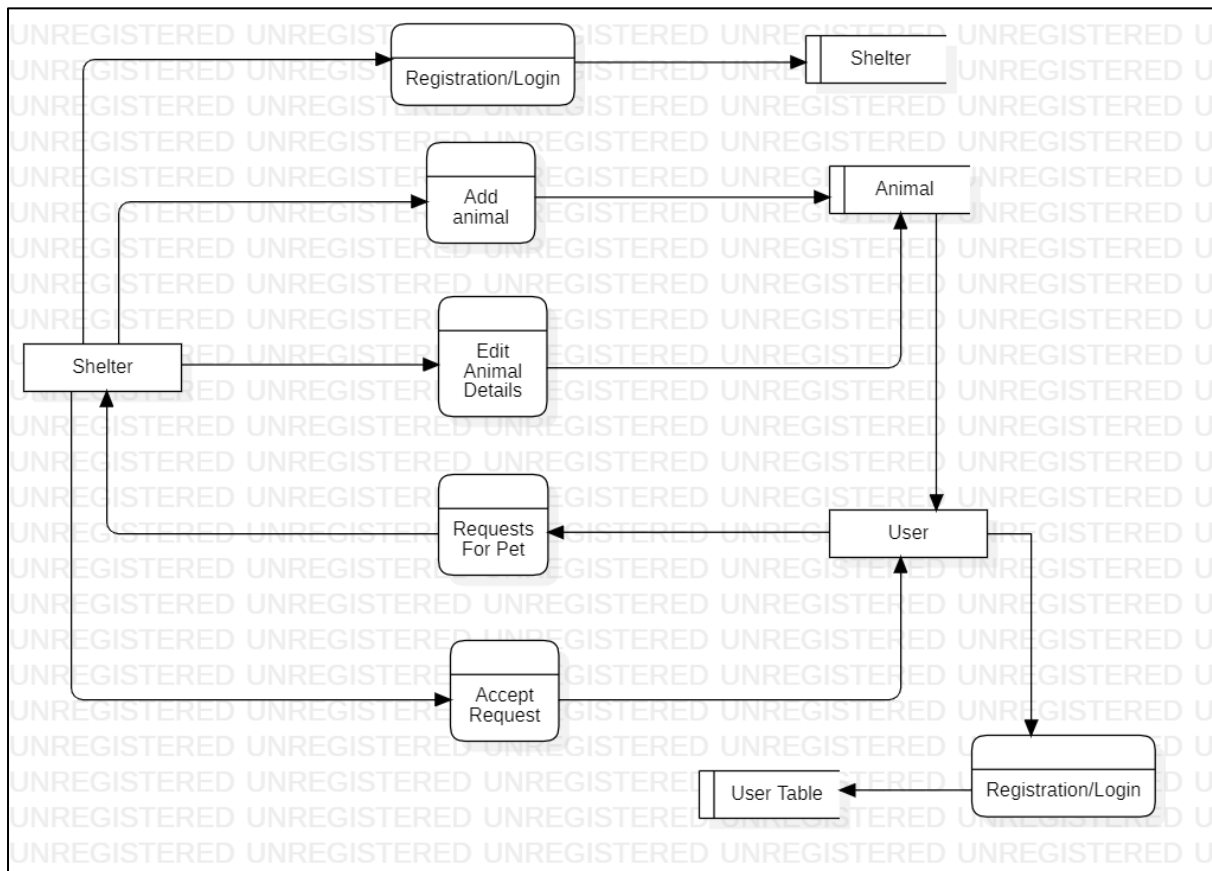 Registration/Login
Shelter
Add
animal
Animal
Shelter
Edit
Animal
Details
Requests
For Pet
User
Accept
Request
User Table
Registration/Login
UNREGISTERED UNREGISTERED UNREGISTERED UNREGISTERED UNREGISTERED U